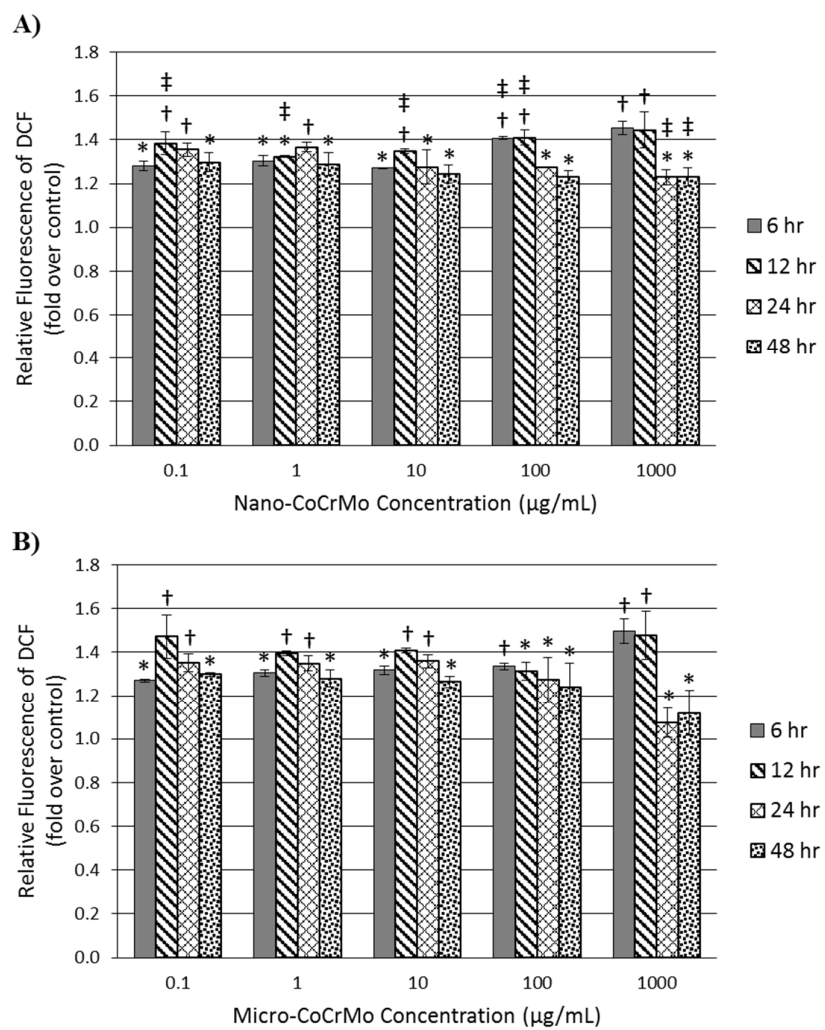 A)
1.8
1.6
1.4
1.2
1.0
0.8
0.6
0.4
0.2
0.0
Relative Fluorescence of DCF
(fold over control)
‡ ‡ ‡ ‡ ‡ † †
* † † * * * † * * † * * † † * * ‡ ‡
* *
0.1 1 10 100 1000
Nano-CoCrMo Concentration (µg/mL)
6 hr
12 hr
24 hr
48 hr
B)
1.8
1.6
1.4
1.2
1.0
0.8
0.6
0.4
0.2
0.0
Relative Fluorescence of DCF
(fold over control)
* † † * * † † * * † † * † * * * † † * *
0.1 1 10 100 1000
Micro-CoCrMo Concentration (µg/mL)
6 hr
12 hr
24 hr
48 hr